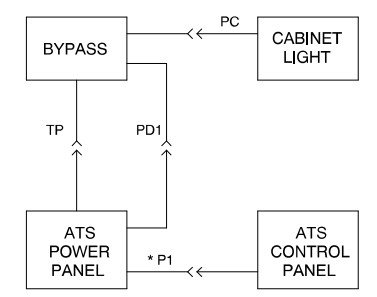 PC
BYPASS
CABINET
LIGHT
TP
PD1
ATS
POWER
PANEL
* P1
ATS
CONTROL
PANEL